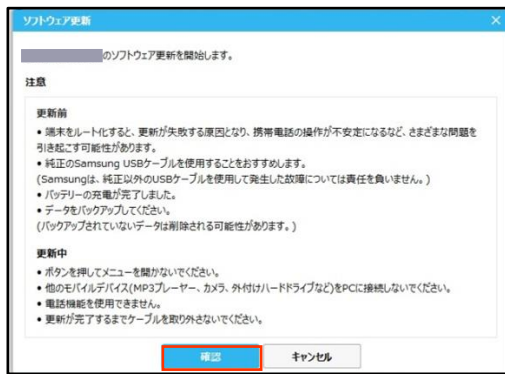 ソフトウェア更新
のソフトウェア更新を開始します。
注意
更新前
• 端末をルート化すると、更新が失敗する原因となり、携帯電話の操作が不安定になるなど、さまざまな問題を
引き起こす可能性があります。
• 純正のSamsung USBケーブルを使用することをおすすめします。
(Samsungは、純正以外のUSBケーブルを使用して発生した故障については責任を負いません。)
• バッテリーの充電が完了しました。
• データをバックアップしてください。
(バックアップされていないデータは削除される可能性があります。)
更新中
• ボタンを押してメニューを開かないでください。
• 他のモバイルデバイス(MP3プレーヤー、カメラ、外付けハードドライブなど)をPCに接続しないでください。
• 電話機能を使用できません。
• 更新が完了するまでケーブルを取り外さないでください。
確認 キャンセル